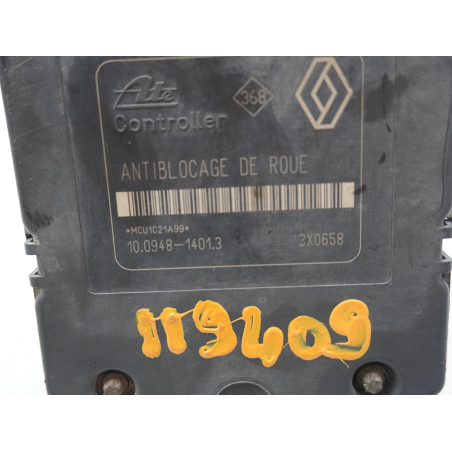 Ate
368
Controller
ANTIBLOCAGE DE ROUE
*MCU1C21A99*
10.0948-1401.3 3X0658
119409